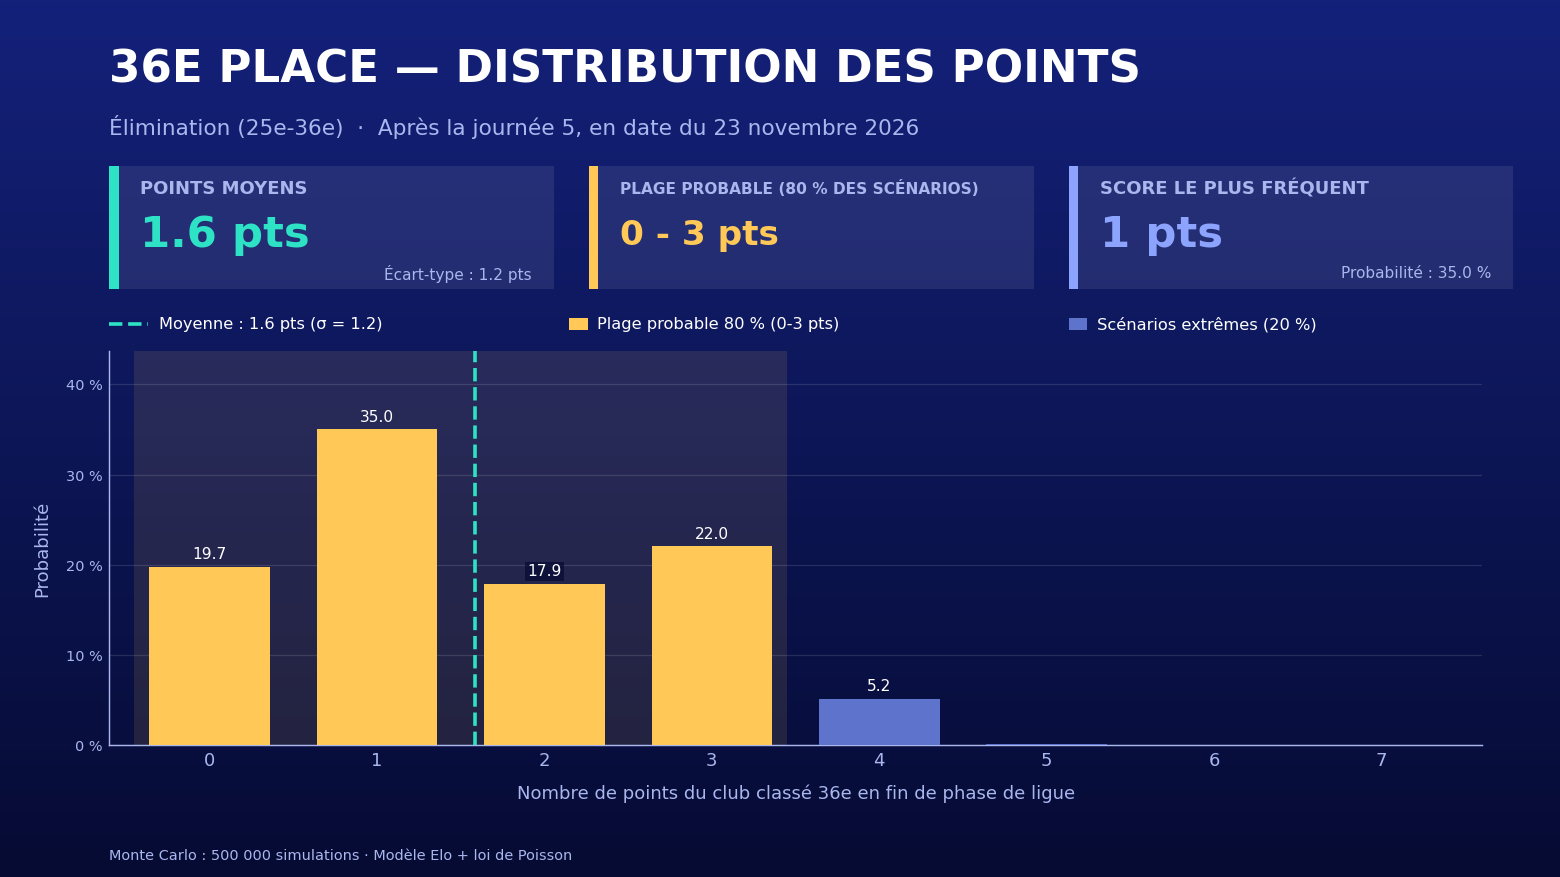 36E PLACE — DISTRIBUTION DES POINTS
Élimination (25e-36e) · Après la journée 5, en date du 23 novembre 2026
POINTS MOYENS
1.6 pts
Écart-type : 1.2 pts
PLAGE PROBABLE (80 % DES SCÉNARIOS)
0 - 3 pts
SCORE LE PLUS FRÉQUENT
1 pts
Probabilité : 35.0 %
Moyenne : 1.6 pts (σ = 1.2)
Plage probable 80 % (0-3 pts)
Scénarios extrêmes (20 %)
Probabilité
40 %
30 %
20 %
10 %
0 %
19.7
35.0
17.9
22.0
5.2
0 1 2 3 4 5 6 7
Nombre de points du club classé 36e en fin de phase de ligue
Monte Carlo : 500 000 simulations · Modèle Elo + loi de Poisson